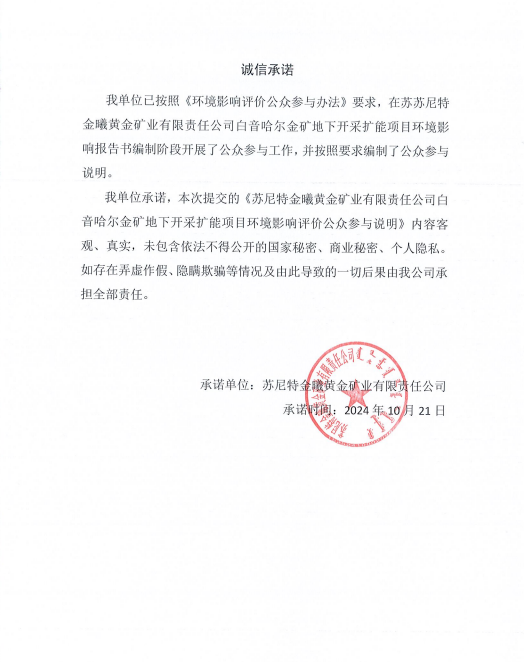 诚信承诺
我单位已按照《环境影响评价公众参与办法》要求，在苏苏尼特
金曦黄金矿业有限责任公司白音哈尔金矿地下开采扩能项目环境影
响报告书编制阶段开展了公众参与工作，并按照要求编制了公众参与
说明。
我单位承诺，本次提交的《苏尼特金曦黄金矿业有限责任公司白
音哈尔金矿地下开采扩能项目环境影响评价公众参与说明》内容客
观、真实，未包含依法不得公开的国家秘密、商业秘密、个人隐私。
如存在弄虚作假、隐瞒欺骗等情况及由此导致的一切后果由我公司承
担全部责任。
承诺单位：苏尼特金曦黄金矿业有限责任公司
承诺时间：2024 年 10 月 21 日